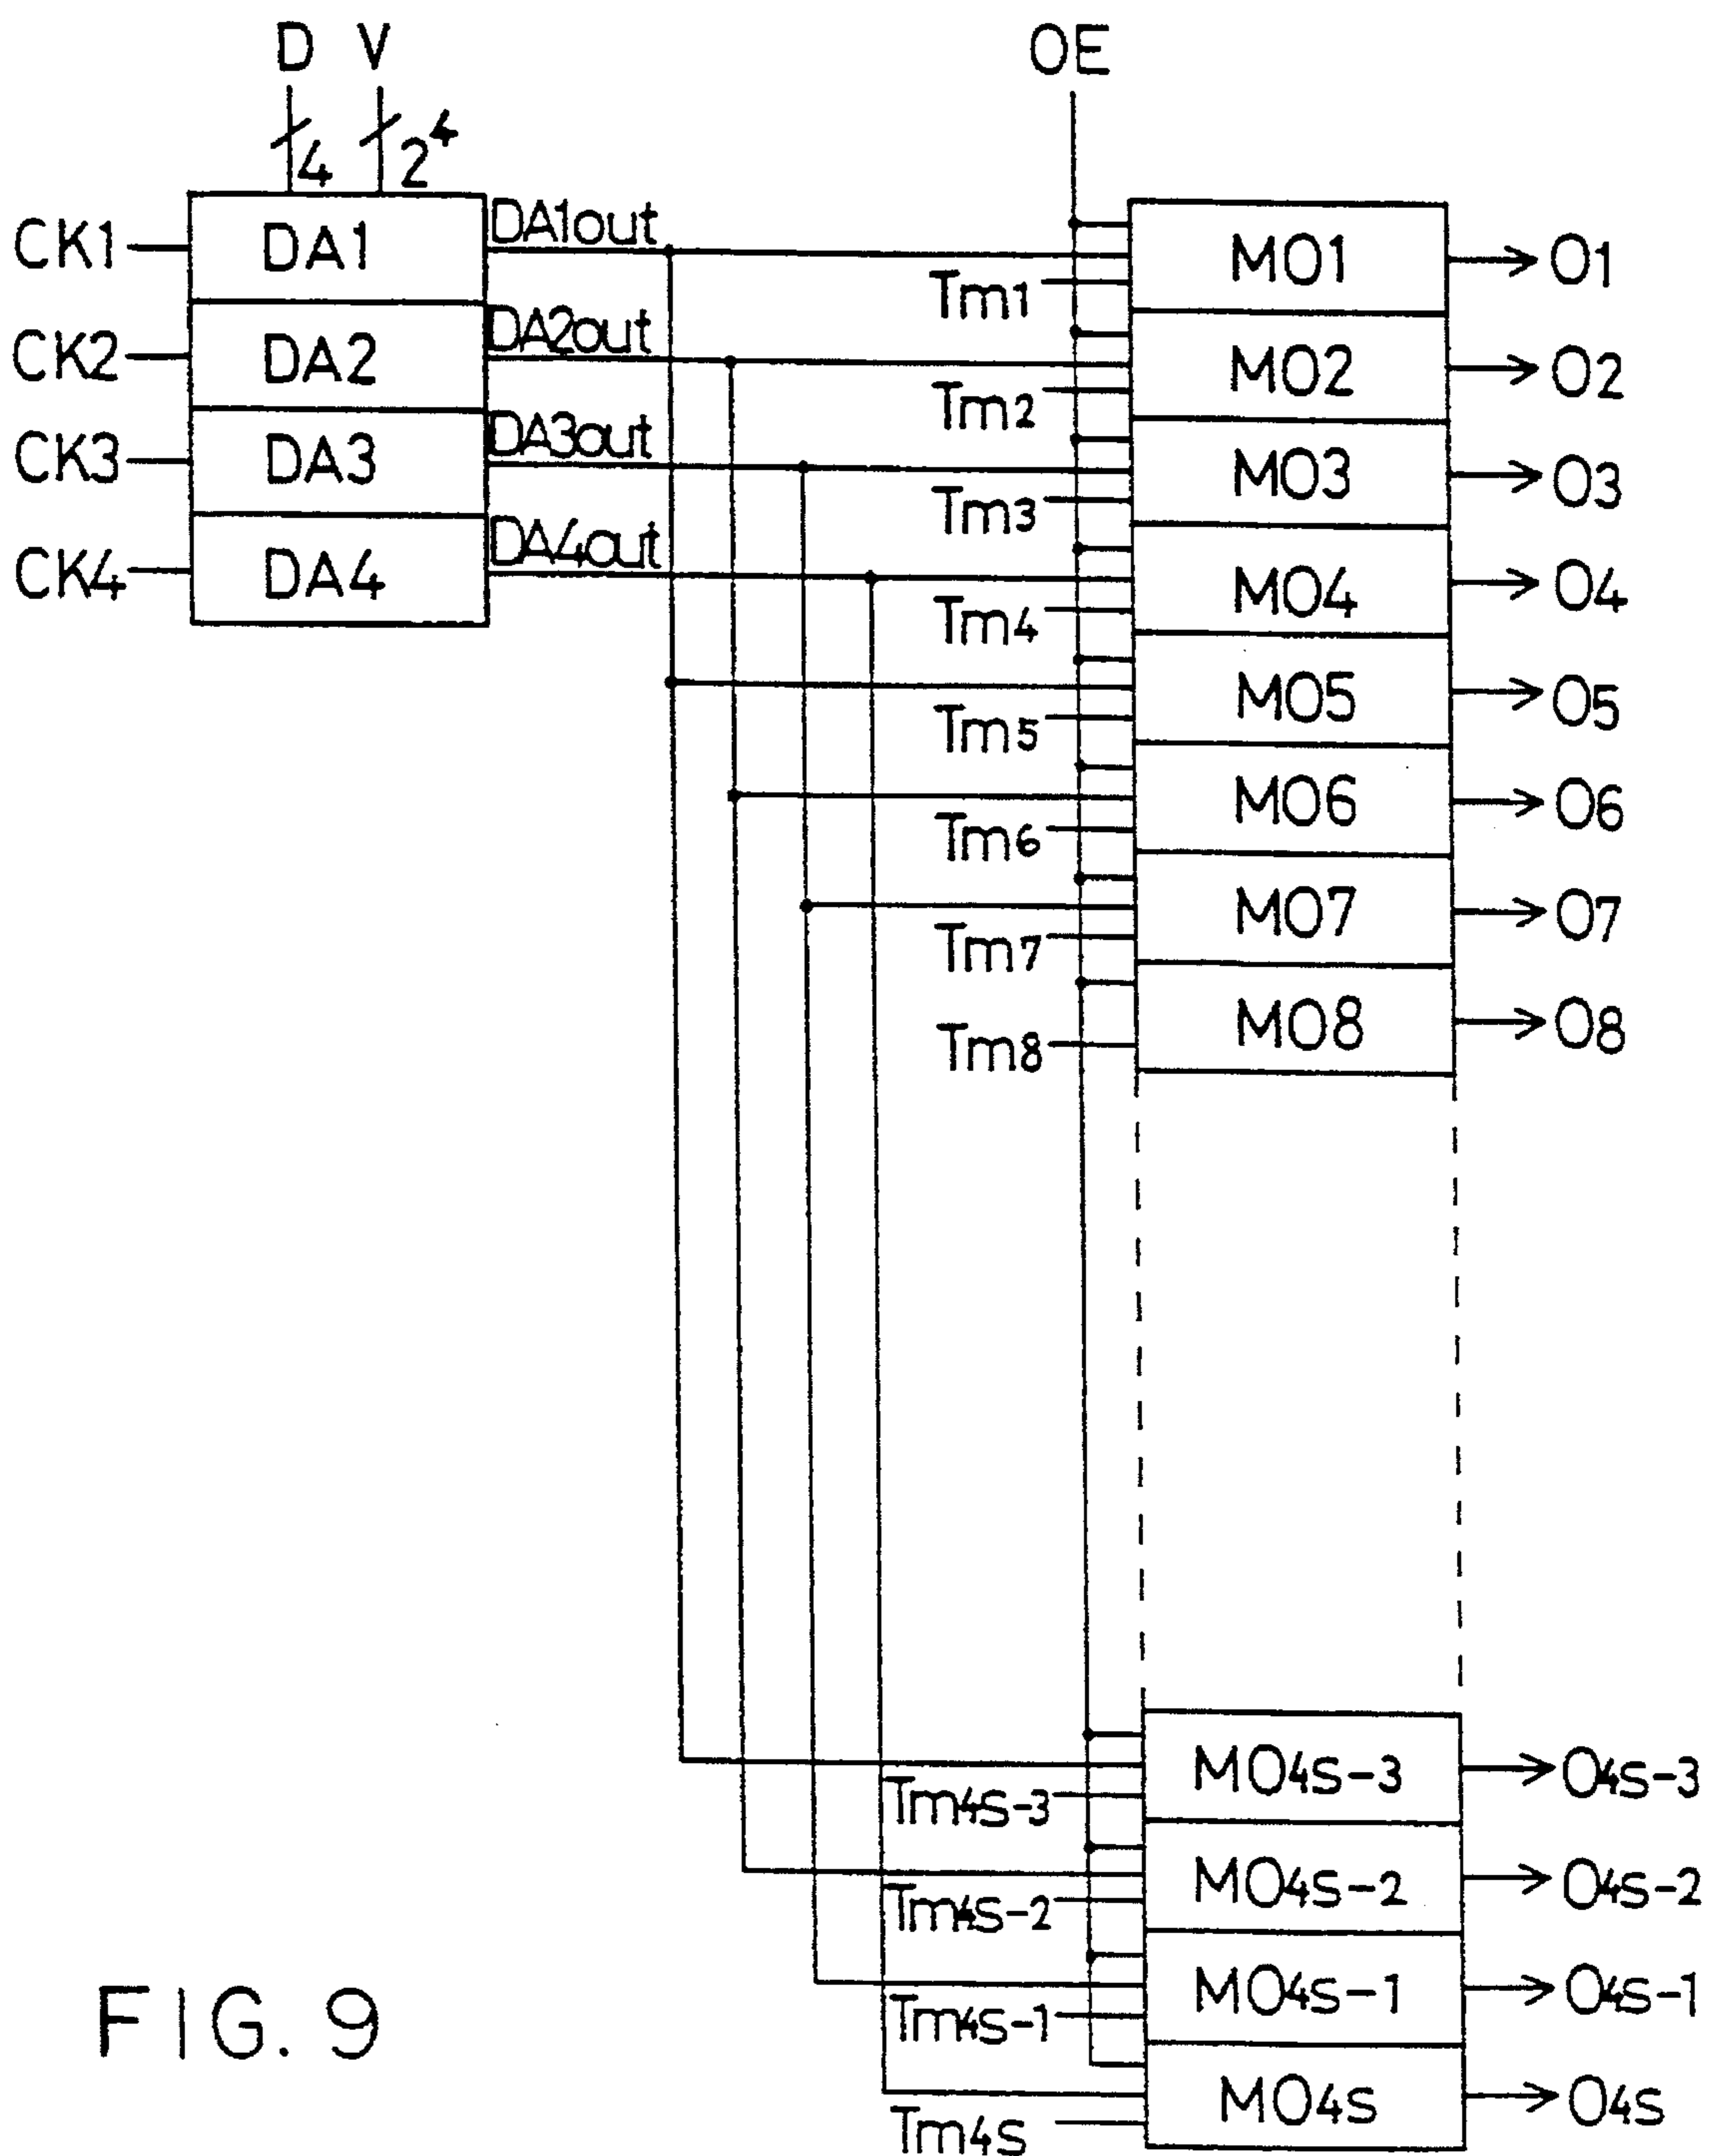 D V OE
4 2⁴
CK1 DA1 DA1out Tm1 MO1 O1
CK2 DA2 DA2out Tm2 MO2 O2
CK3 DA3 DA3out Tm3 MO3 O3
CK4 DA4 DA4out Tm4 MO4 O4
Tm5 MO5 O5
Tm6 MO6 O6
Tm7 MO7 O7
Tm8 MO8 O8
Tm4s-3 MO4s-3 O4s-3
Tm4s-2 MO4s-2 O4s-2
Tm4s-1 MO4s-1 O4s-1
Tm4s MO4s O4s
FIG. 9